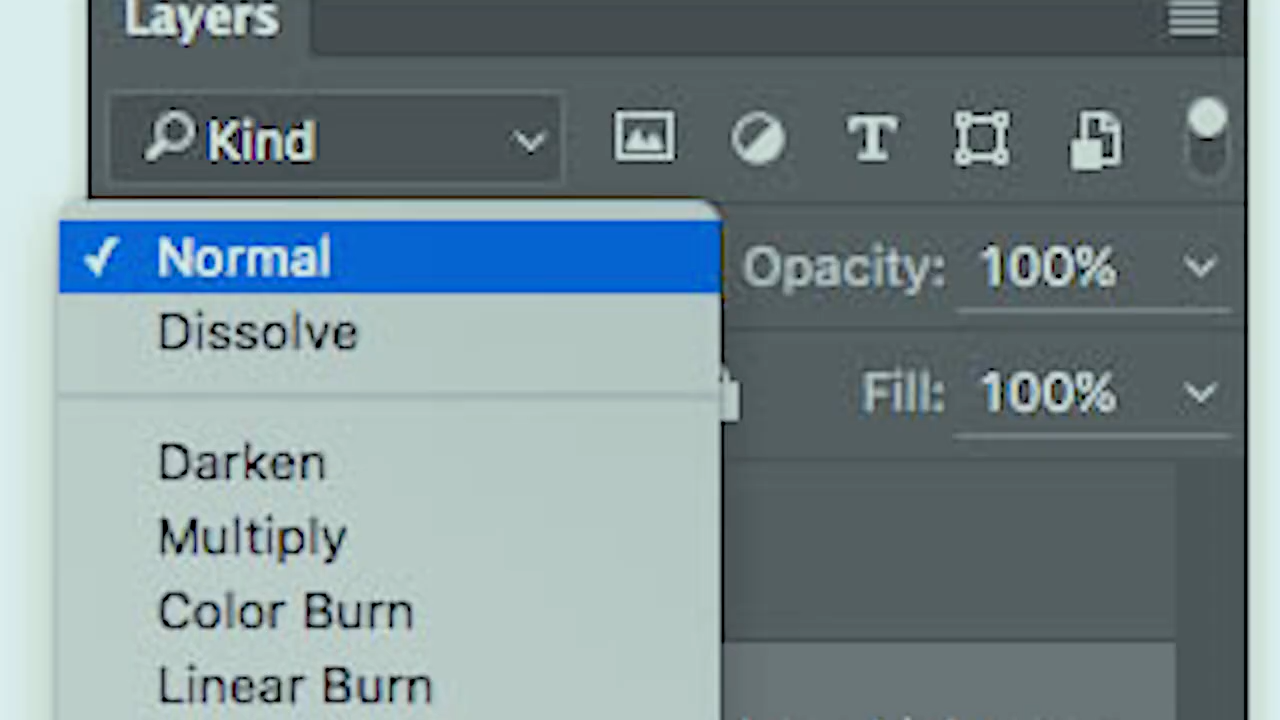 Layers
Kind
Normal
Opacity: 100%
Dissolve
Fill: 100%
Darken
Multiply
Color Burn
Linear Burn